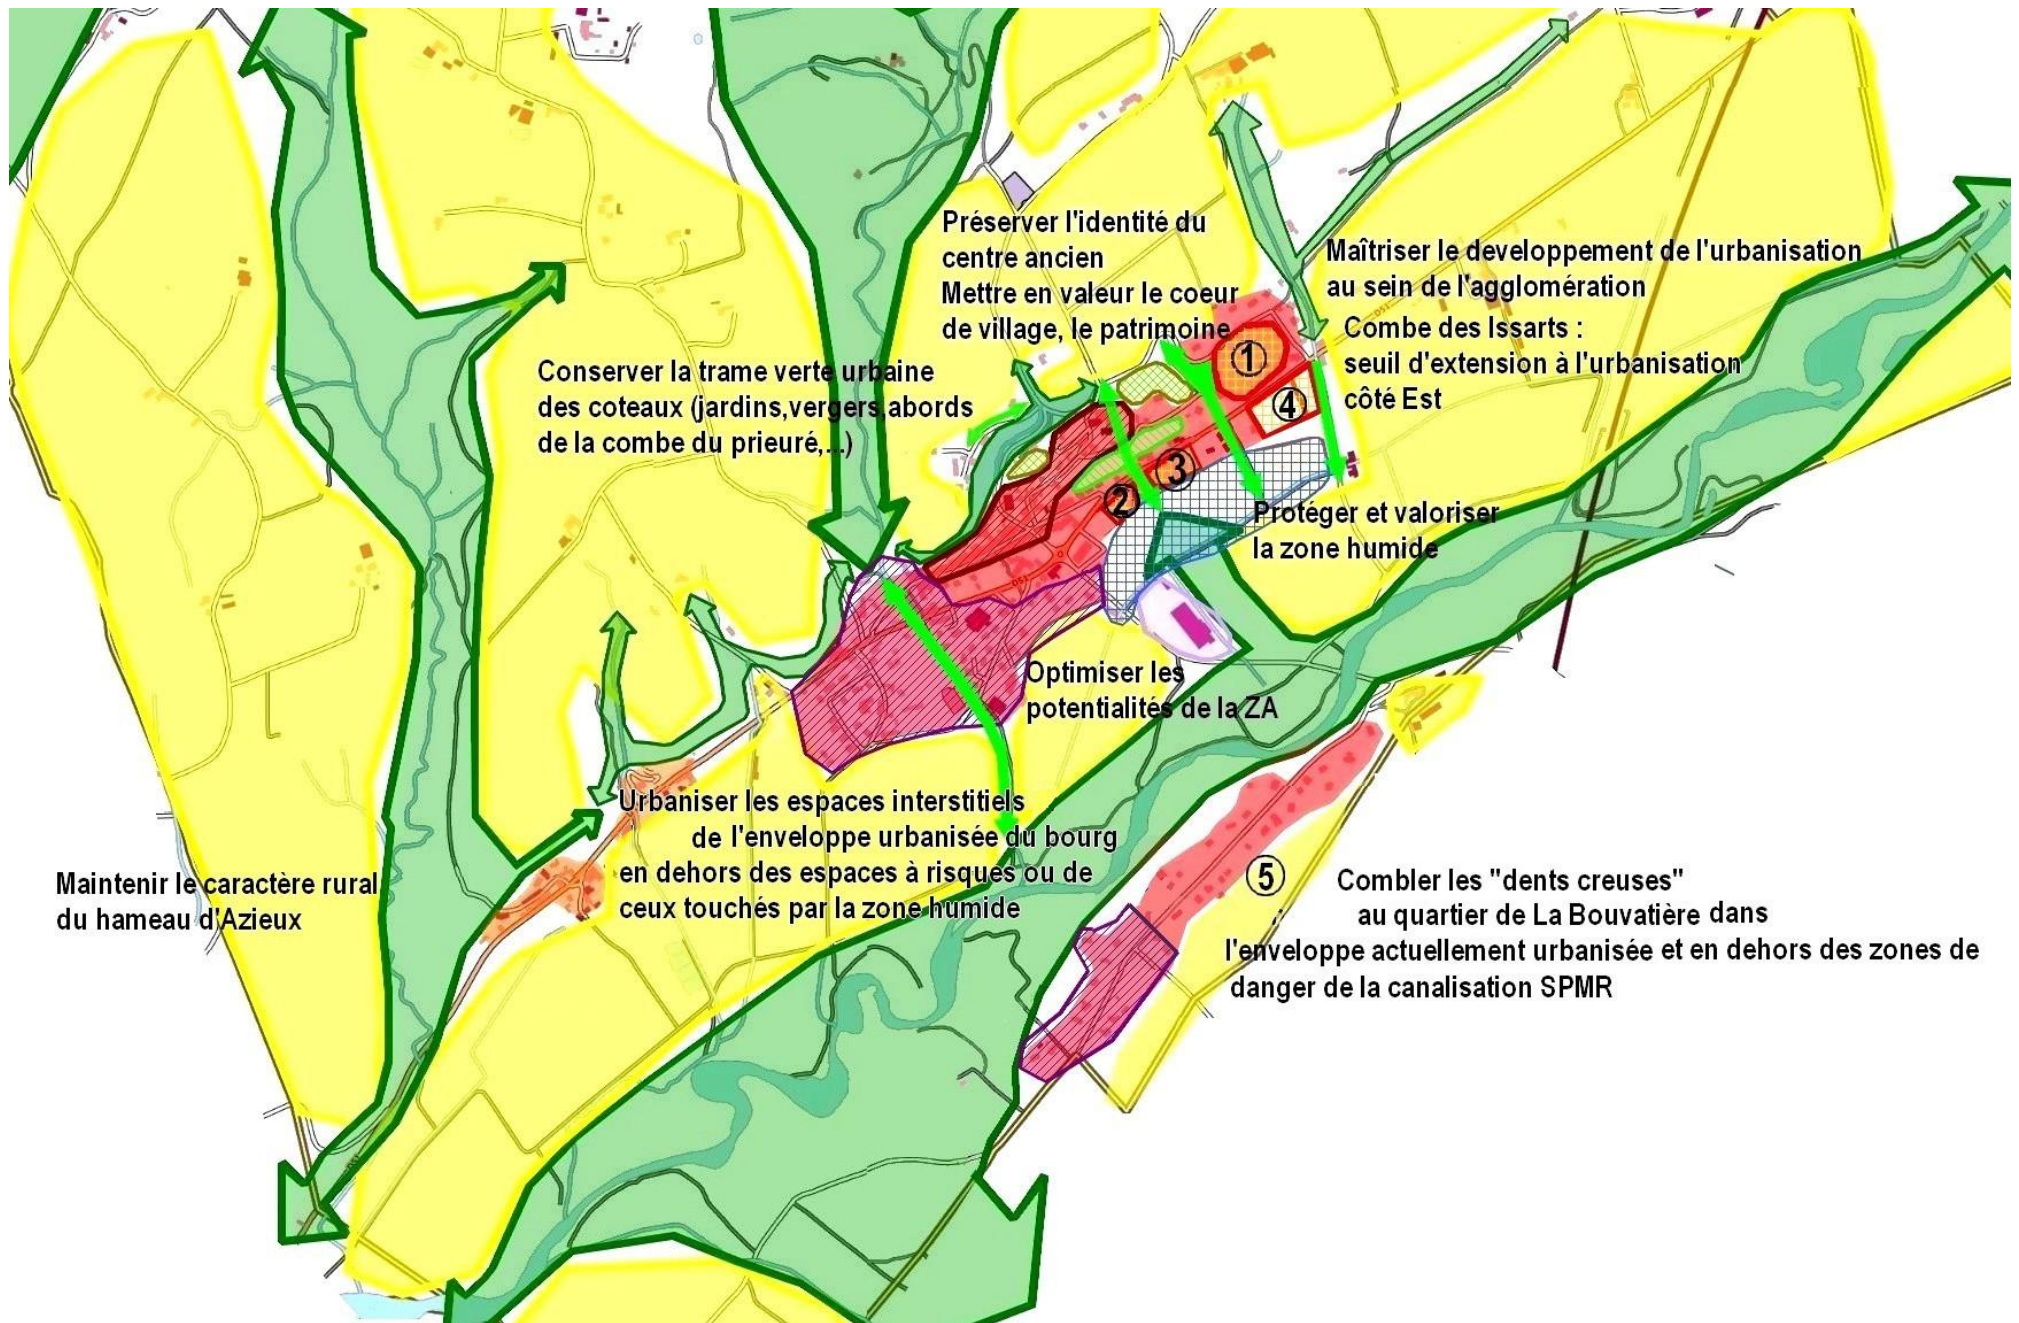 Préserver l'identité du
centre ancien
Mettre en valeur le coeur
de village, le patrimoine
Maîtriser le developpement de l'urbanisation
au sein de l'agglomération
Combe des Issarts :
seuil d'extension à l'urbanisation
côté Est
Conserver la trame verte urbaine
des coteaux (jardins,vergers,abords
de la combe du prieuré,...)
1
4
3
2
Protéger et valoriser
la zone humide
Optimiser les
potentialités de la ZA
Urbaniser les espaces interstitiels
de l'enveloppe urbanisée du bourg
en dehors des espaces à risques ou de
ceux touchés par la zone humide
Maintenir le caractère rural
du hameau d'Azieux
5
Combler les "dents creuses"
au quartier de La Bouvatière dans
l'enveloppe actuellement urbanisée et en dehors des zones de
danger de la canalisation SPMR
D51
D51
D51